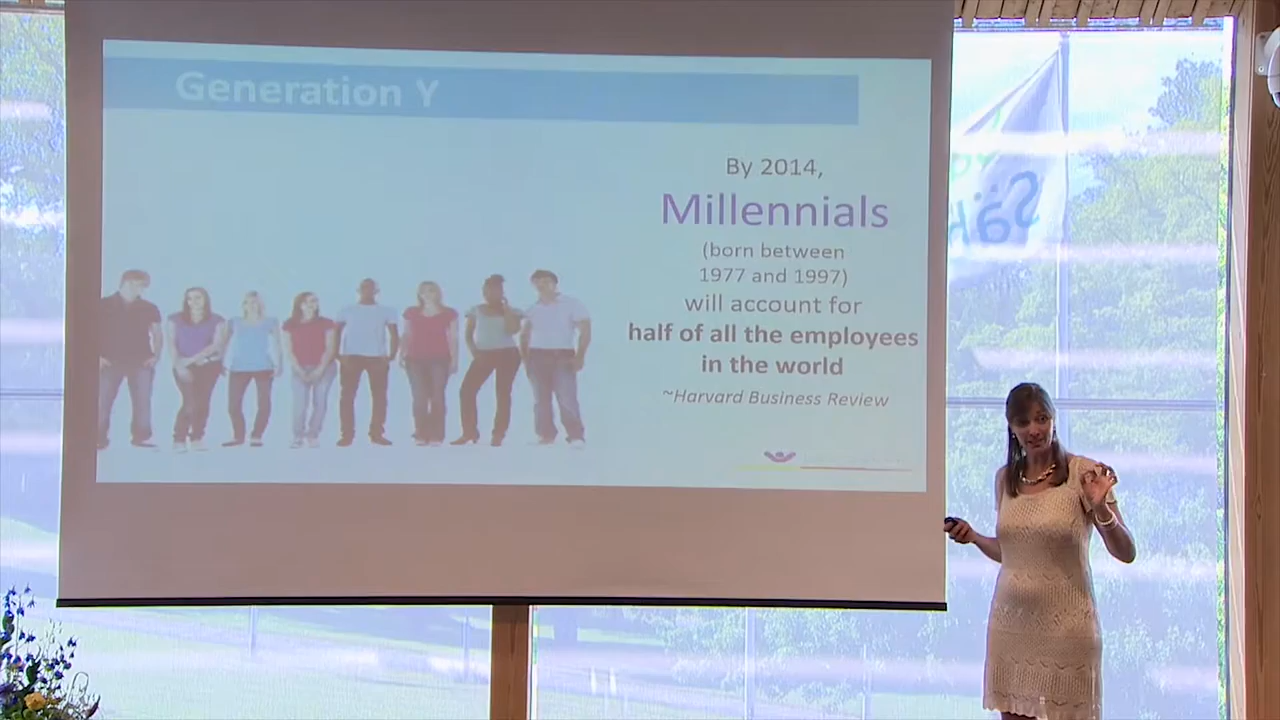 Generation Y
By 2014,
Millennials
(born between
1977 and 1997)
will account for
half of all the employees
in the world
~Harvard Business Review